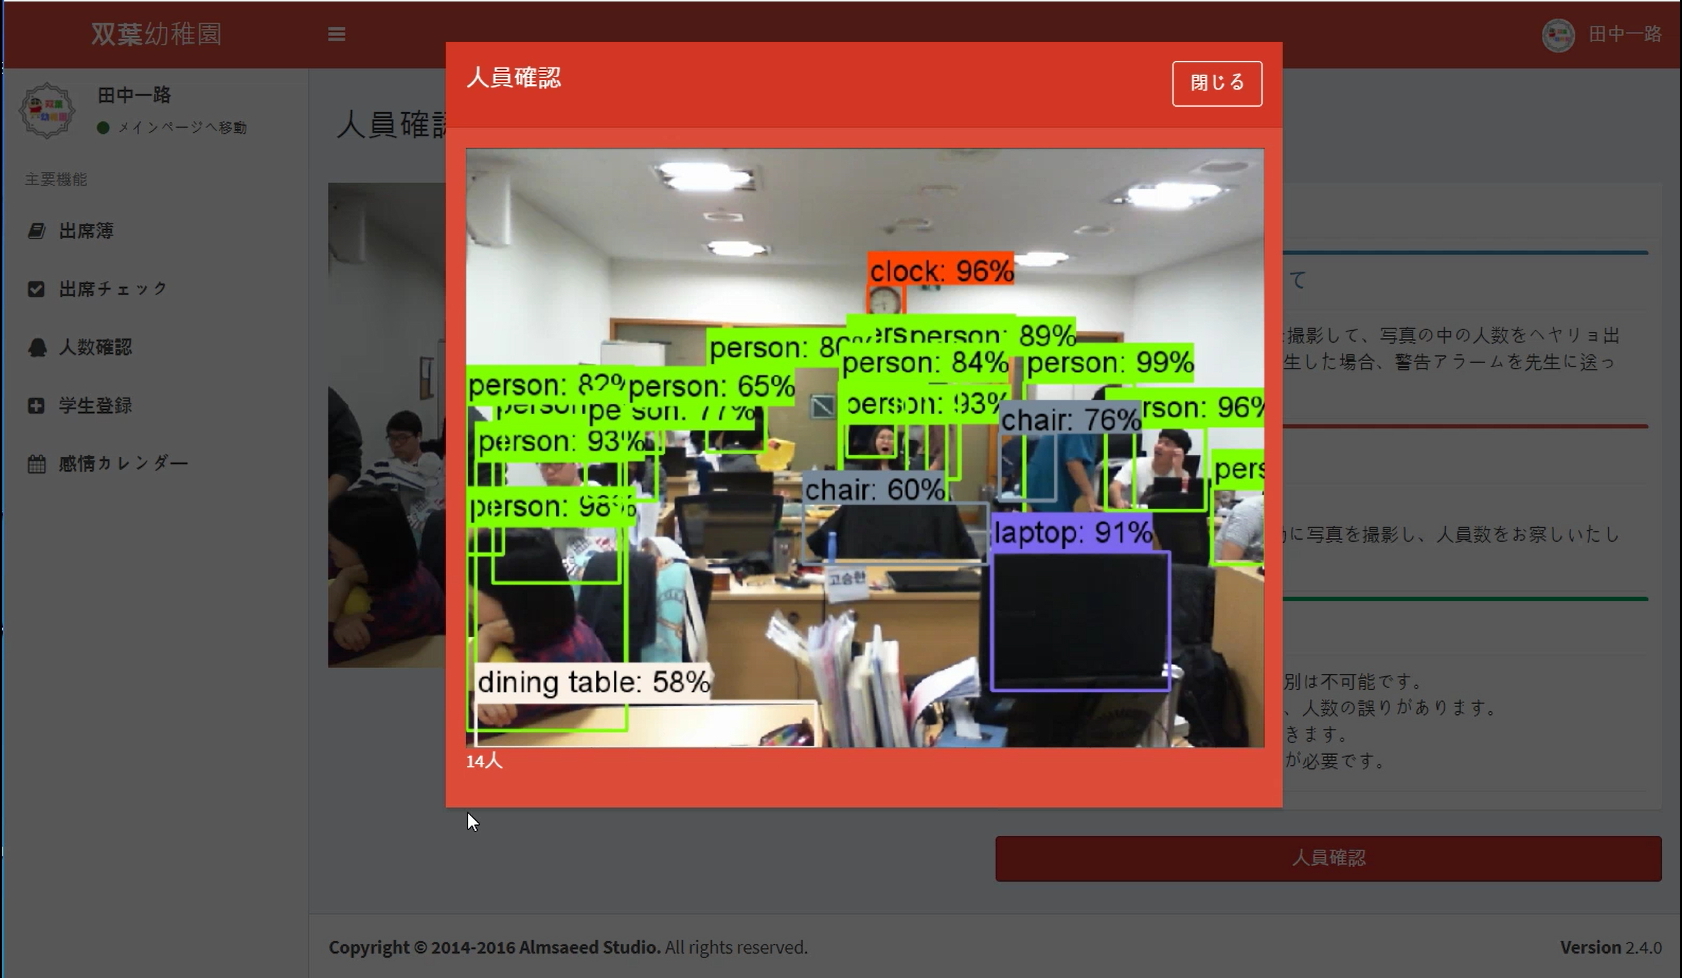 双葉幼稚園
田中一路
田中一路
メインページへ移動
主要機能
出席簿
出席チェック
人数確認
学生登録
感情カレンダー
人員確認
人員確認
閉じる
clock: 96%
person: 89%
person: 84%
person: 99%
person: 82%
person: 65%
person: 77%
person: 93%
person: 93%
chair: 76%
rson: 96%
pers
person: 98%
chair: 60%
laptop: 91%
고승한
dining table: 58%
14人
て
撮影して、写真の中の人数をヘヤリョ出
生した場合、警告アラームを先生に送っ
に写真を撮影し、人員数をお察しいたし
別は不可能です。
、人数の誤りがあります。
きます。
が必要です。
人員確認
Copyright © 2014-2016 Almsaeed Studio. All rights reserved.
Version 2.4.0